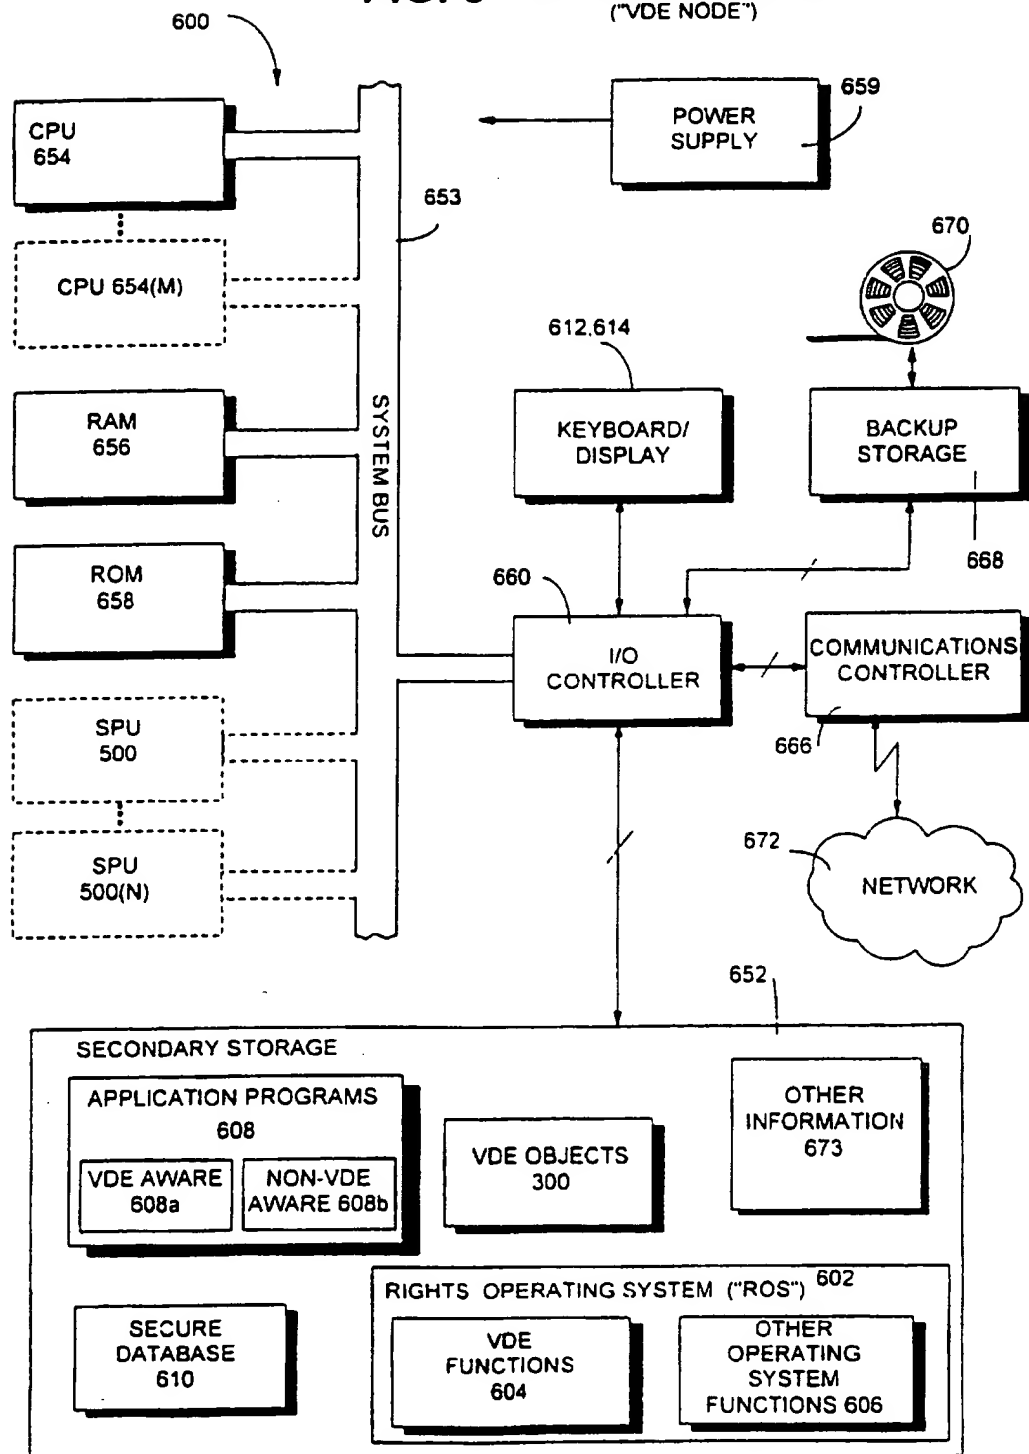 ("VDE NODE")
600
CPU
654
CPU 654(M)
RAM
656
ROM
658
SPU
500
SPU
500(N)
SYSTEM BUS
653
POWER
SUPPLY
659
670
612,614
KEYBOARD/
DISPLAY
BACKUP
STORAGE
668
660
I/O
CONTROLLER
COMMUNICATIONS
CONTROLLER
666
672
NETWORK
652
SECONDARY STORAGE
APPLICATION PROGRAMS
608
VDE AWARE
608a
NON-VDE
AWARE 608b
VDE OBJECTS
300
OTHER
INFORMATION
673
SECURE
DATABASE
610
RIGHTS OPERATING SYSTEM ("ROS") 602
VDE
FUNCTIONS
604
OTHER
OPERATING
SYSTEM
FUNCTIONS 606